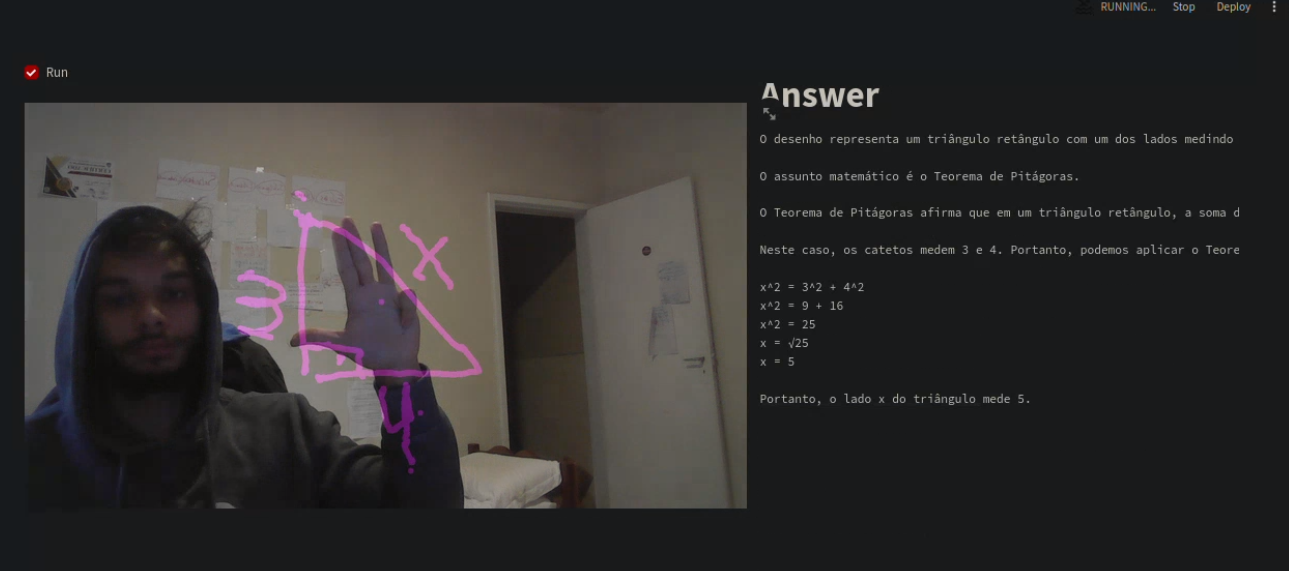 RUNNING...
Stop
Deploy
Run
Answer
O desenho representa um triângulo retângulo com um dos lados medindo
O assunto matemático é o Teorema de Pitágoras.
O Teorema de Pitágoras afirma que em um triângulo retângulo, a soma d
Neste caso, os catetos medem 3 e 4. Portanto, podemos aplicar o Teore
x^2 = 3^2 + 4^2
x^2 = 9 + 16
x^2 = 25
x = √25
x = 5
Portanto, o lado x do triângulo mede 5.
x
3
4